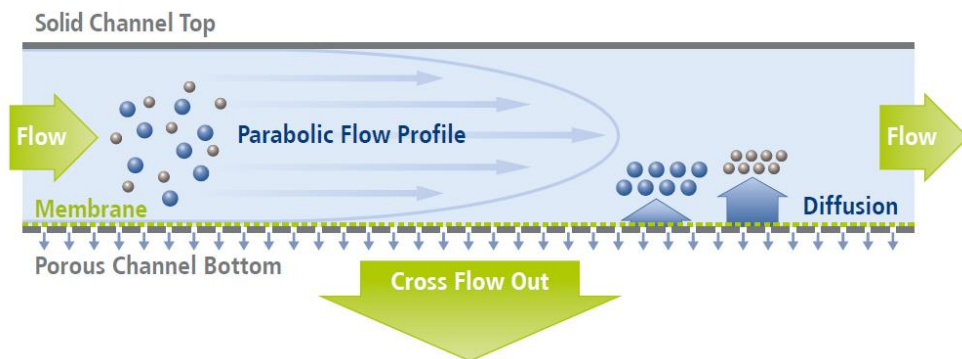 Solid Channel Top
Flow
Parabolic Flow Profile
Flow
Membrane
Diffusion
Porous Channel Bottom
Cross Flow Out